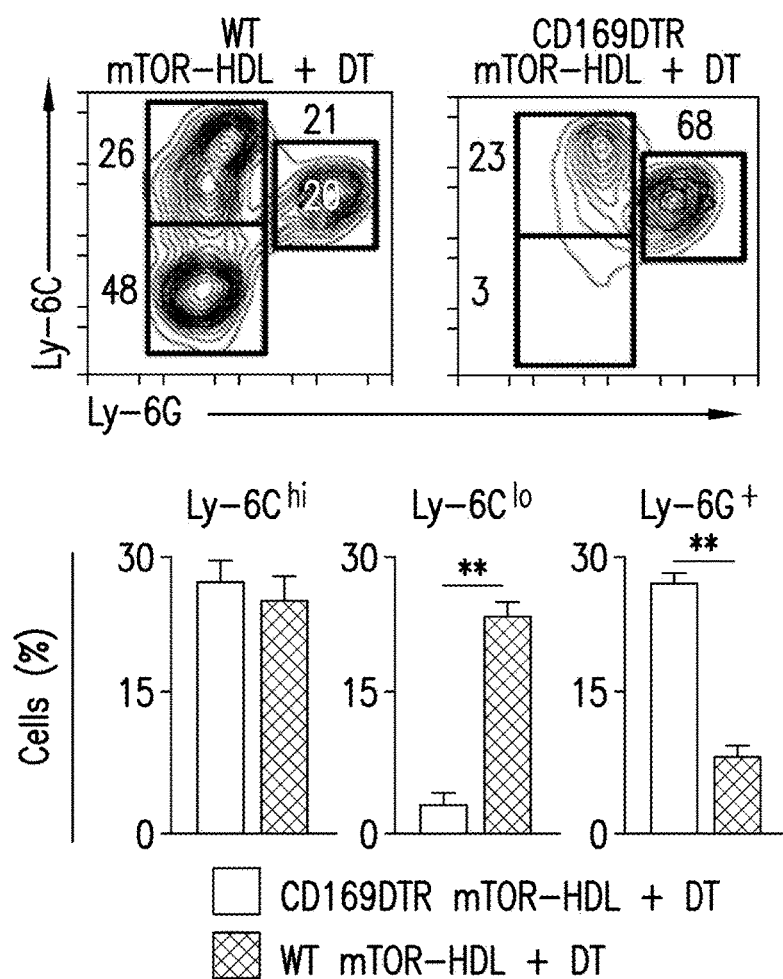 WT
mTOR-HDL + DT
CD169DTR
mTOR-HDL + DT
Ly-6C
26
21
20
48
23
68
3
Ly-6G
Ly-6C hi
Ly-6C lo
Ly-6G +
Cells (%)
30
15
0
30
**
15
0
30
**
15
0
CD169DTR mTOR-HDL + DT
WT mTOR-HDL + DT